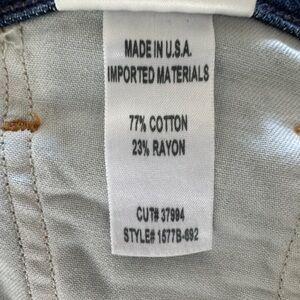 MADE IN U.S.A.
IMPORTED MATERIALS
77% COTTON
23% RAYON
CUT# 37994
STYLE# 1577B-692